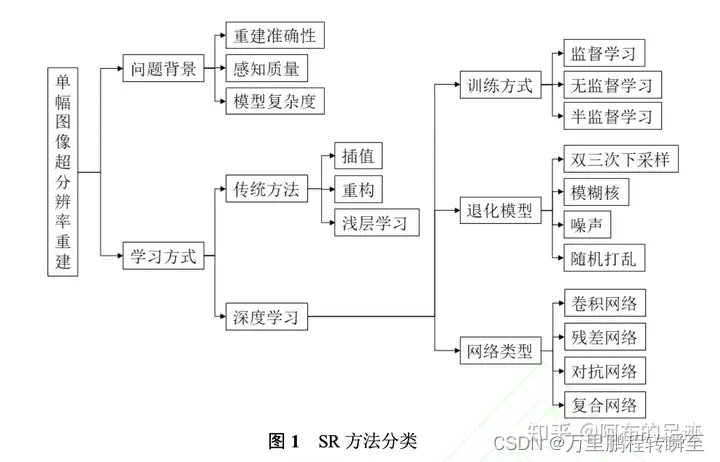 单幅图像超分辨率重建
问题背景
重建准确性
感知质量
模型复杂度
学习方式
传统方法
插值
重构
浅层学习
深度学习
训练方式
监督学习
无监督学习
半监督学习
退化模型
双三次下采样
模糊核
噪声
随机打乱
网络类型
卷积网络
残差网络
对抗网络
复合网络
图 1 SR 方法分类
知乎 @阿布的足迹
CSDN @万里鹏程转瞬至